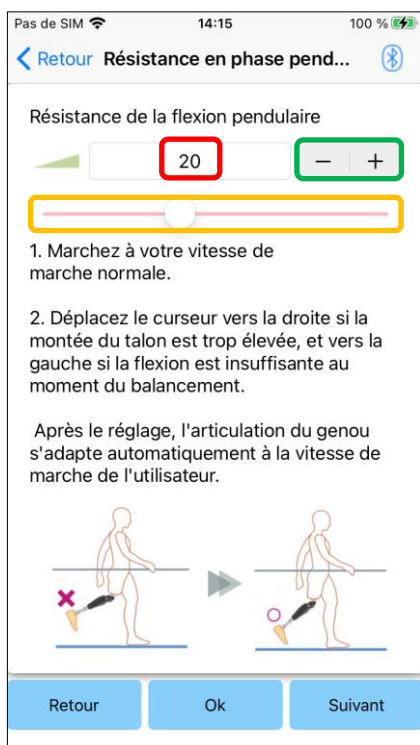 Pas de SIM 14:15 100 %
Retour Résistance en phase pend...
Résistance de la flexion pendulaire
20 − +
1. Marchez à votre vitesse de
marche normale.
2. Déplacez le curseur vers la droite si la
montée du talon est trop élevée, et vers la
gauche si la flexion est insuffisante au
moment du balancement.
Après le réglage, l'articulation du genou
s'adapte automatiquement à la vitesse de
marche de l'utilisateur.
Retour Ok Suivant